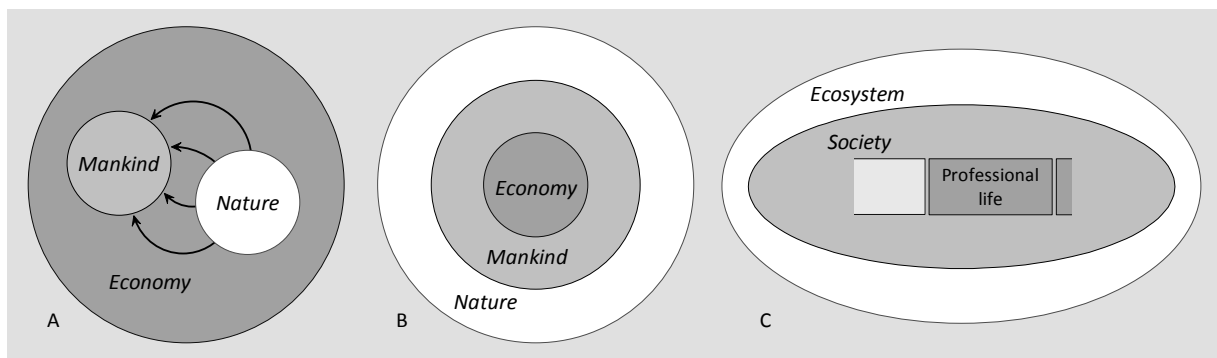 Mankind
Nature
Economy
A
Economy
Mankind
Nature
B
Ecosystem
Society
Professional
life
C